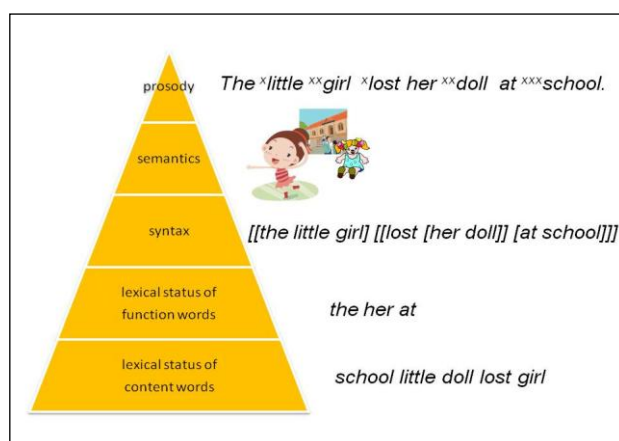 prosody The ˣlittle ˣˣgirl ˣlost her ˣˣdoll at ˣˣˣschool.
semantics
syntax [[the little girl] [[lost [her doll]] [at school]]]
lexical status of
function words
the her at
lexical status of
content words
school little doll lost girl